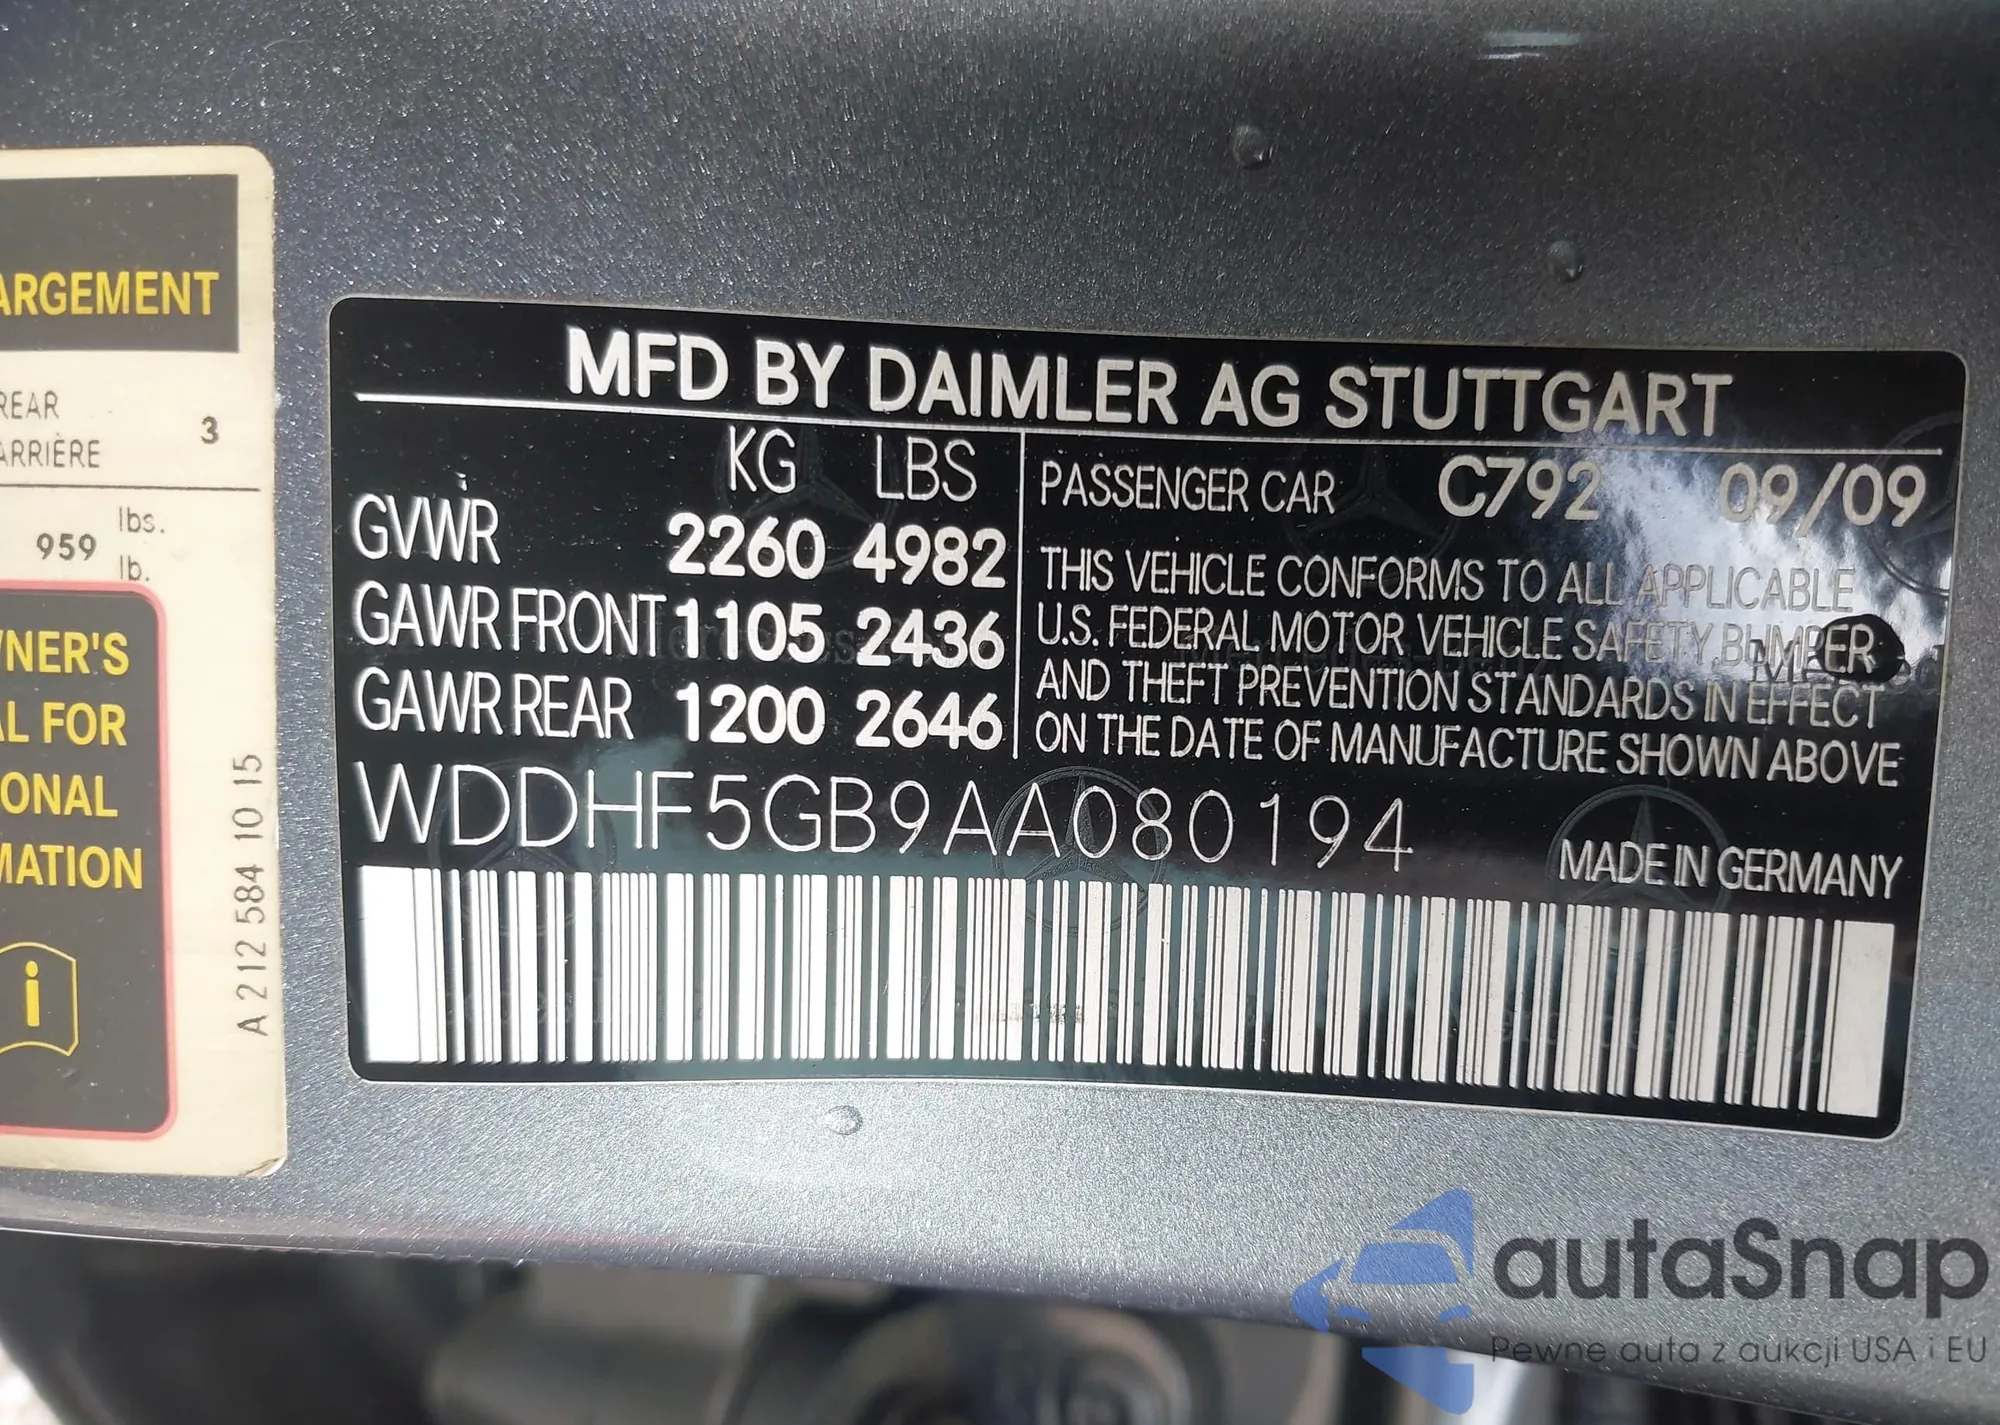 ARGEMENT
REAR
ARRIÈRE
3
959
lbs.
lb.
WNER'S
AL FOR
IONAL
MATION
i
A 212 584 10 15
MFD BY DAIMLER AG STUTTGART
KG LBS
GVWR 2260 4982
GAWR FRONT 1105 2436
GAWR REAR 1200 2646
PASSENGER CAR C792 09/09
THIS VEHICLE CONFORMS TO ALL APPLICABLE
U.S. FEDERAL MOTOR VEHICLE SAFETY, BUMPER
AND THEFT PREVENTION STANDARDS IN EFFECT
ON THE DATE OF MANUFACTURE SHOWN ABOVE
WDDHF5GB9AA080194
MADE IN GERMANY
autaSnap
Pewne auta z aukcji USA i EU